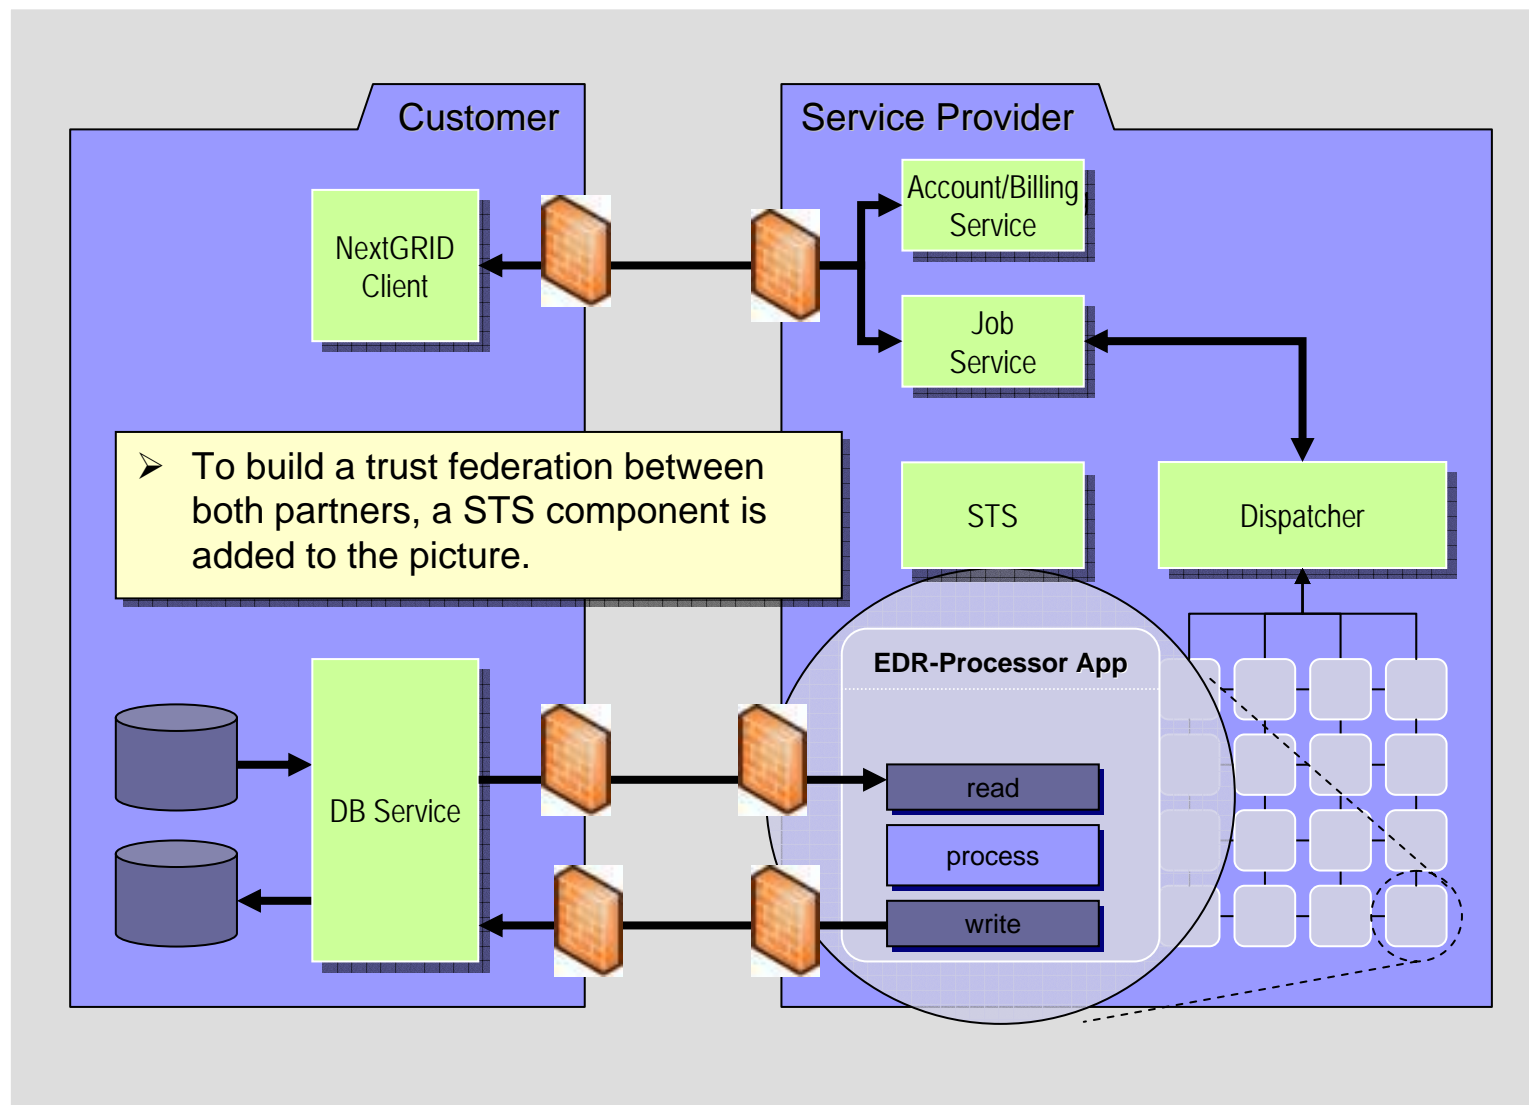 Customer
Service Provider
Account/Billing
Service
NextGRID
Client
Job
Service
➢ To build a trust federation between
both partners, a STS component is
added to the picture.
STS
Dispatcher
EDR-Processor App
DB Service
read
process
write